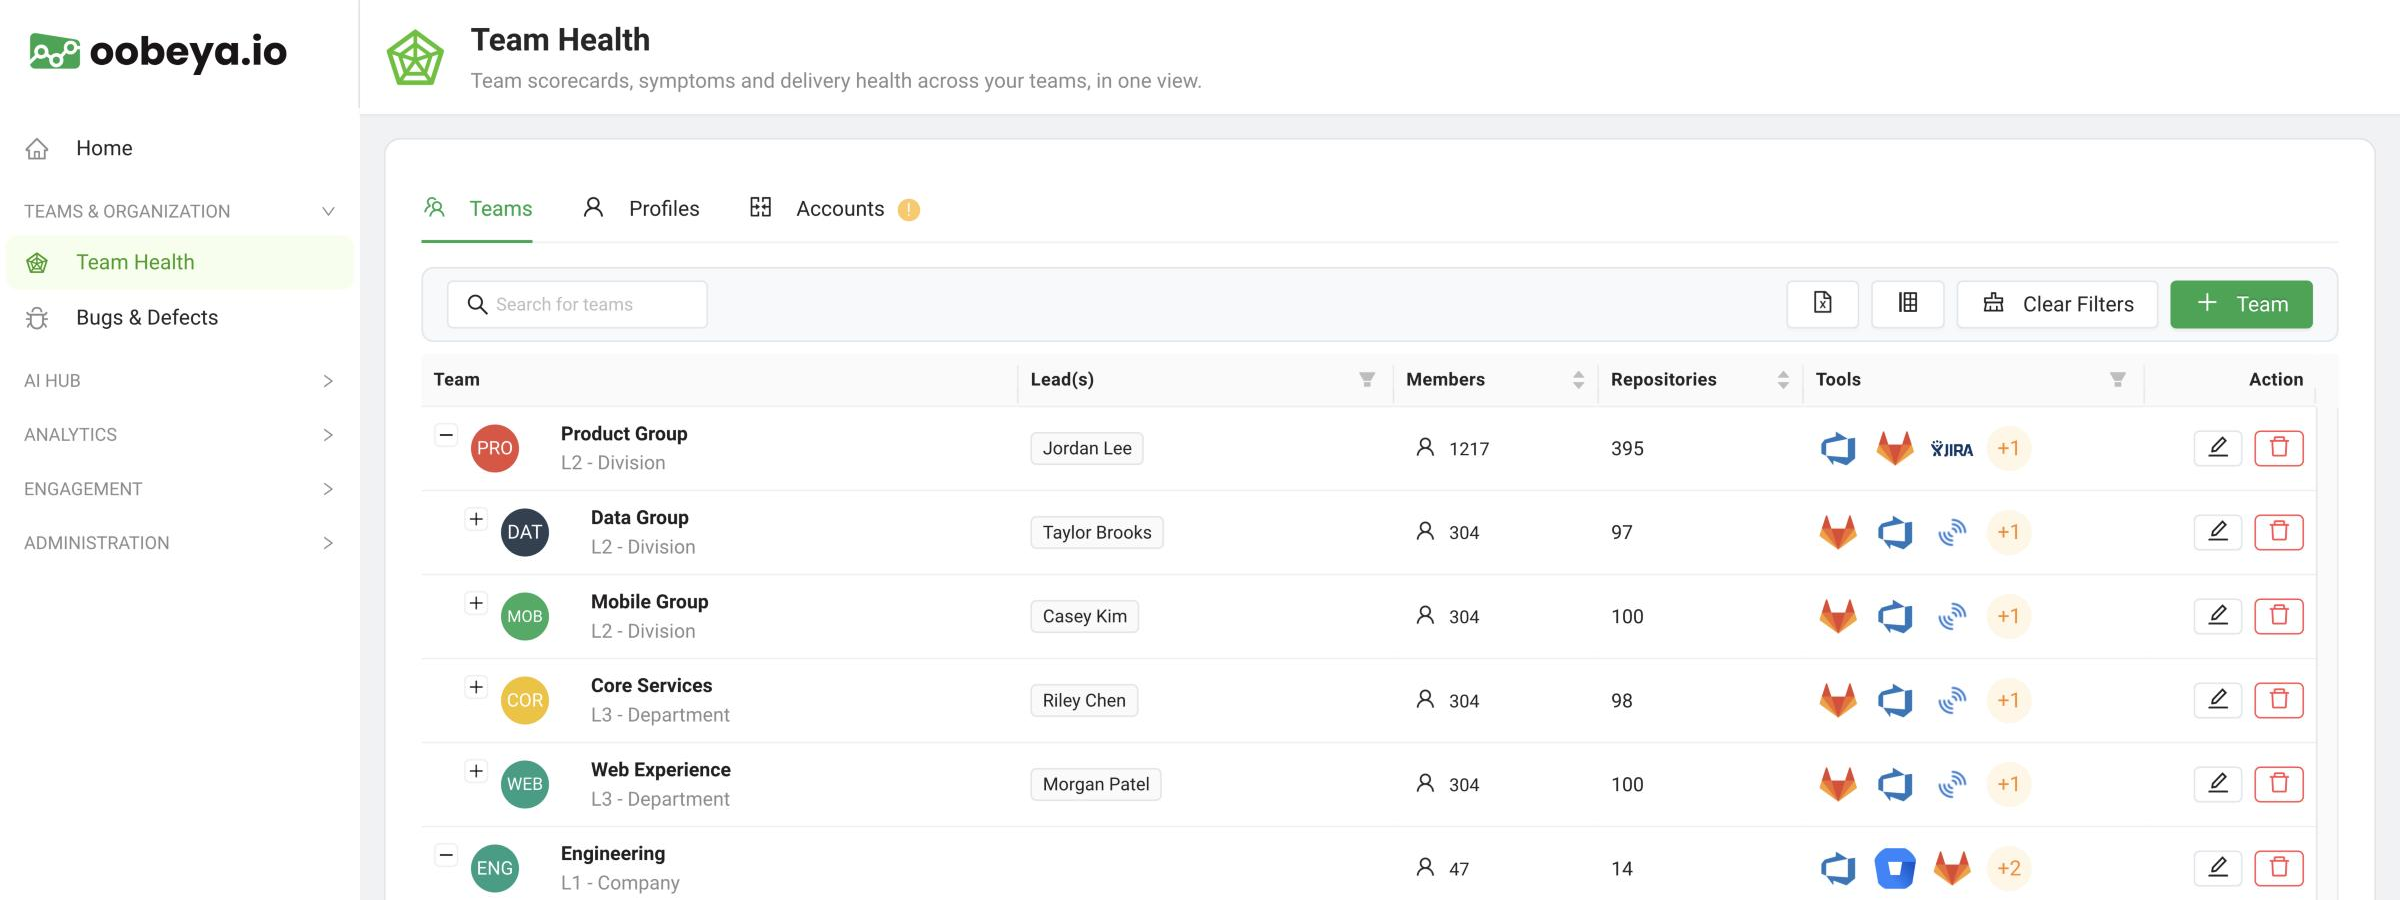 oobeya.io
Team Health
Team scorecards, symptoms and delivery health across your teams, in one view.
Home
TEAMS & ORGANIZATION
Team Health
Bugs & Defects
AI HUB
ANALYTICS
ENGAGEMENT
ADMINISTRATION
Teams Profiles Accounts !
Search for teams Clear Filters + Team
Team Lead(s) Members Repositories Tools Action
PRO Product Group Jordan Lee 1217 395 JIRA +1
L2 - Division
DAT Data Group Taylor Brooks 304 97 +1
L2 - Division
MOB Mobile Group Casey Kim 304 100 +1
L2 - Division
COR Core Services Riley Chen 304 98 +1
L3 - Department
WEB Web Experience Morgan Patel 304 100 +1
L3 - Department
ENG Engineering 47 14 +2
L1 - Company